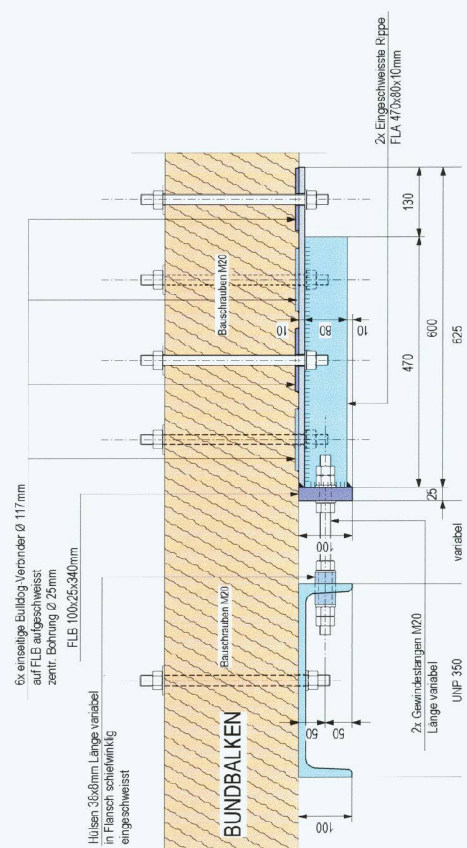 6x einseitige Bulldog-Verbinder Ø 117mm
auf FLB aufgeschweisst
zentr. Bohrung Ø 25mm
FLB 100x25x340mm
Hülsen 36x8mm Länge variabel
in Flansch schiefwinklig
eingeschweisst
Bauschrauben M20
Bauschrauben M20
BUNDBALKEN
10
80
10
100
25
470
130
600
625
variabel
50
50
100
UNP 350
2x Gewindestangen M20
Länge variabel
2x Eingeschweisste Rippe
FLA 470x80x10mm